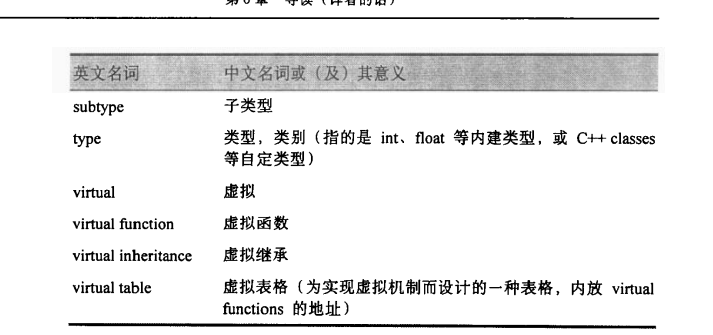 第 0 章 导读（译者的话）
英文名词 中文名词或（及）其意义
subtype 子类型
type 类型，类别（指的是 int、float 等内建类型，或 C++ classes
等自定类型）
virtual 虚拟
virtual function 虚拟函数
virtual inheritance 虚拟继承
virtual table 虚拟表格（为实现虚拟机制而设计的一种表格，内放 virtual
functions 的地址）